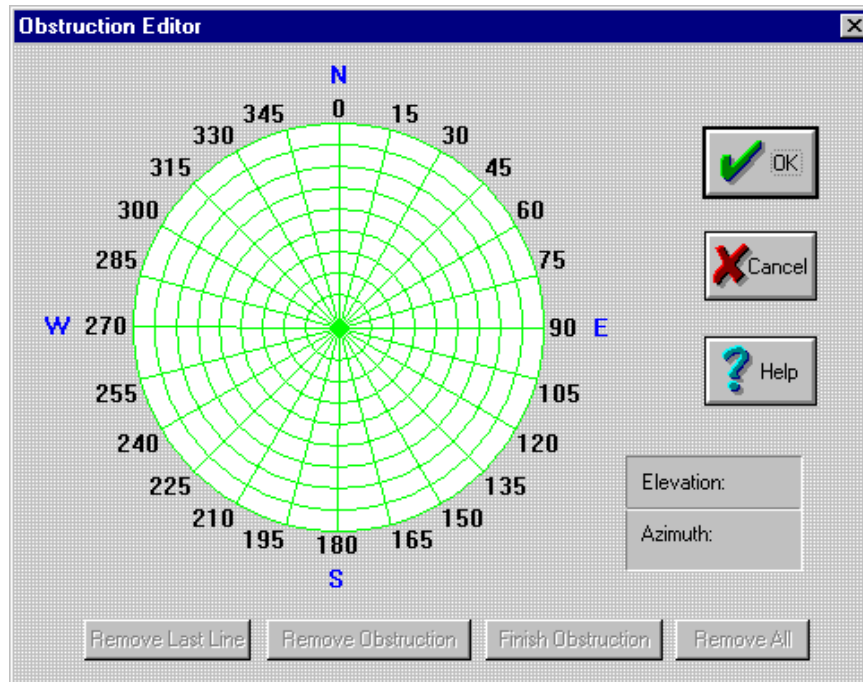 Obstruction Editor
N
0
345 15
330 30
315 45
300 60
285 75
W 270 90 E
255 105
240 120
225 135
210 150
195 165
180
S
OK
Cancel
Help
Elevation:
Azimuth:
Remove Last Line Remove Obstruction Finish Obstruction Remove All